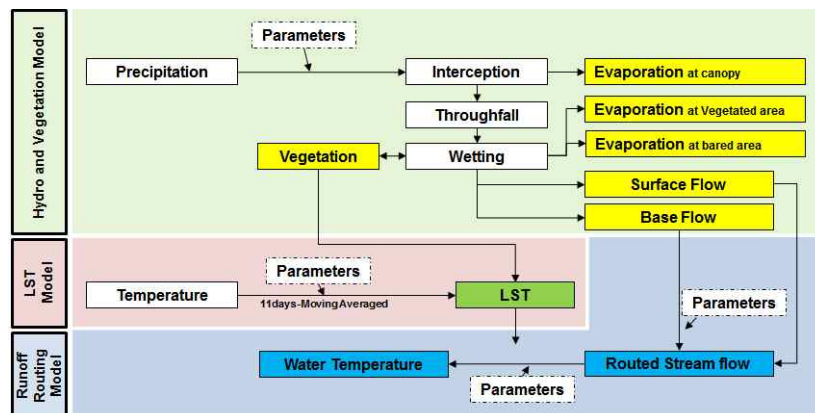 Hydro and Vegetation Model
Parameters
Precipitation
Interception
Evaporation at canopy
Throughfall
Evaporation at Vegetated area
Vegetation
Wetting
Evaporation at bared area
Surface Flow
Base Flow
LST
Model
Parameters
Temperature
11days-Moving Averaged
LST
Parameters
Runoff
Routing
Model
Water Temperature
Routed Stream flow
Parameters